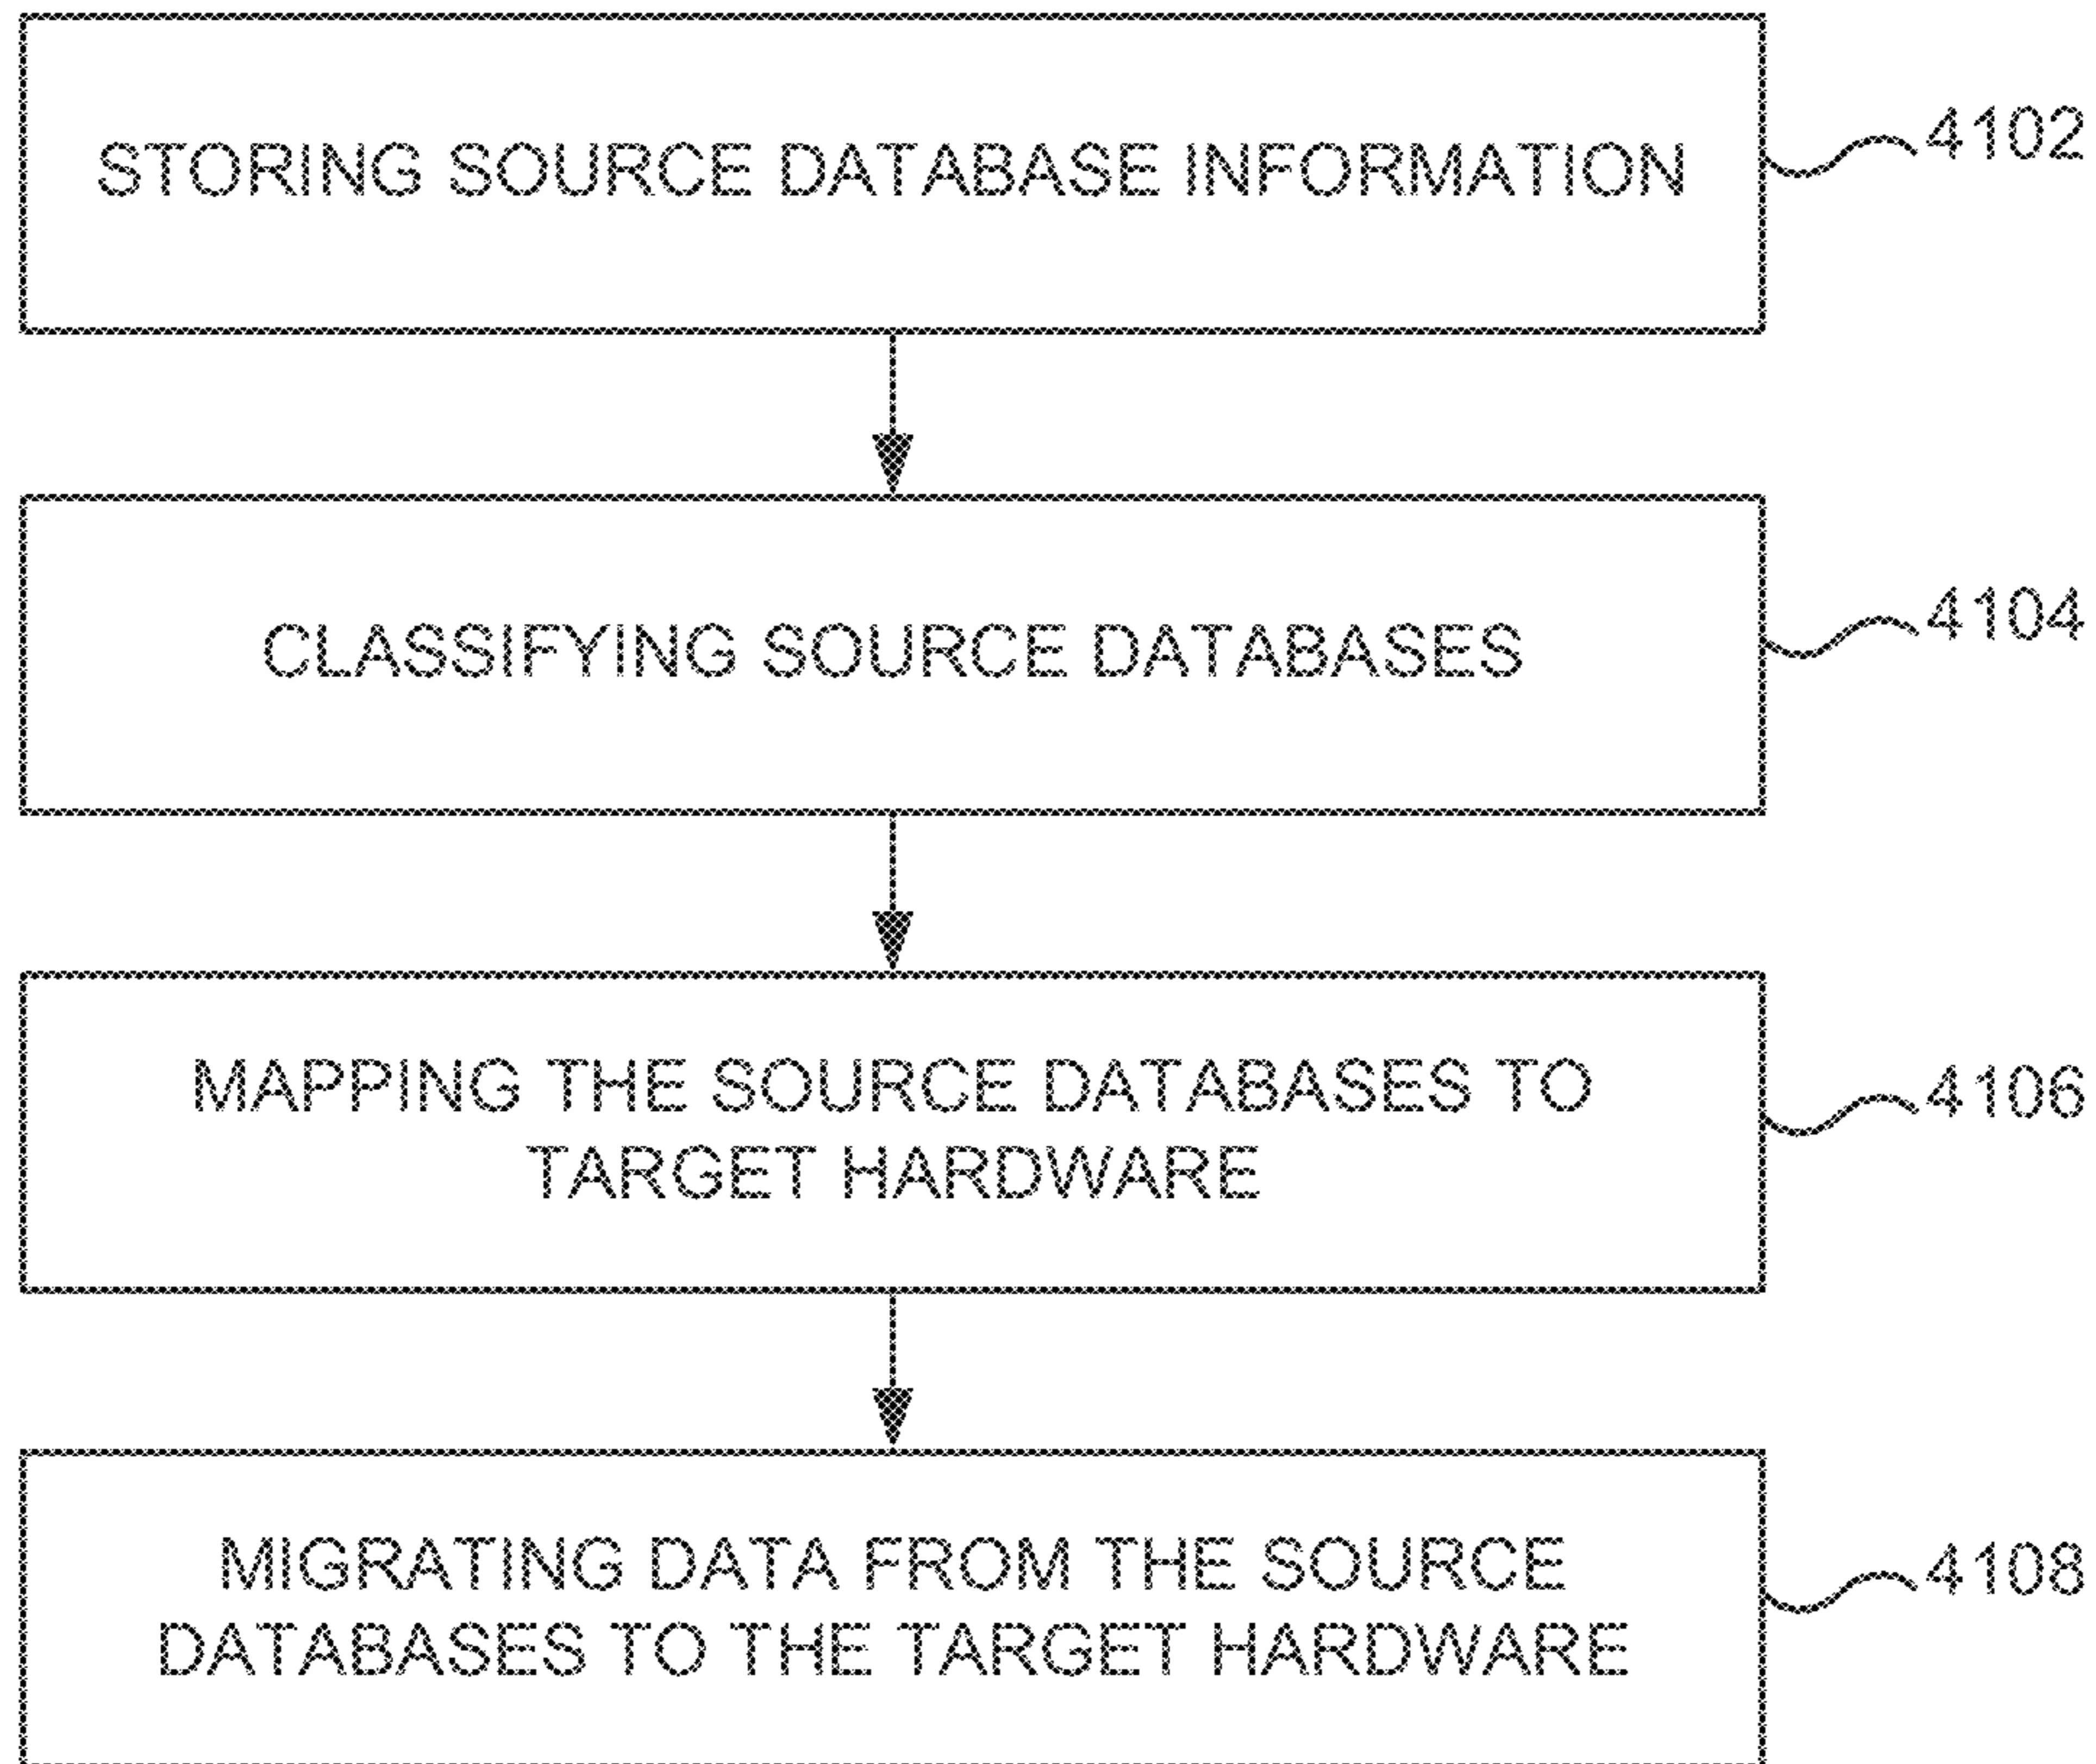 STORING SOURCE DATABASE INFORMATION
4102
CLASSIFYING SOURCE DATABASES
4104
MAPPING THE SOURCE DATABASES TO
TARGET HARDWARE
4106
MIGRATING DATA FROM THE SOURCE
DATABASES TO THE TARGET HARDWARE
4108